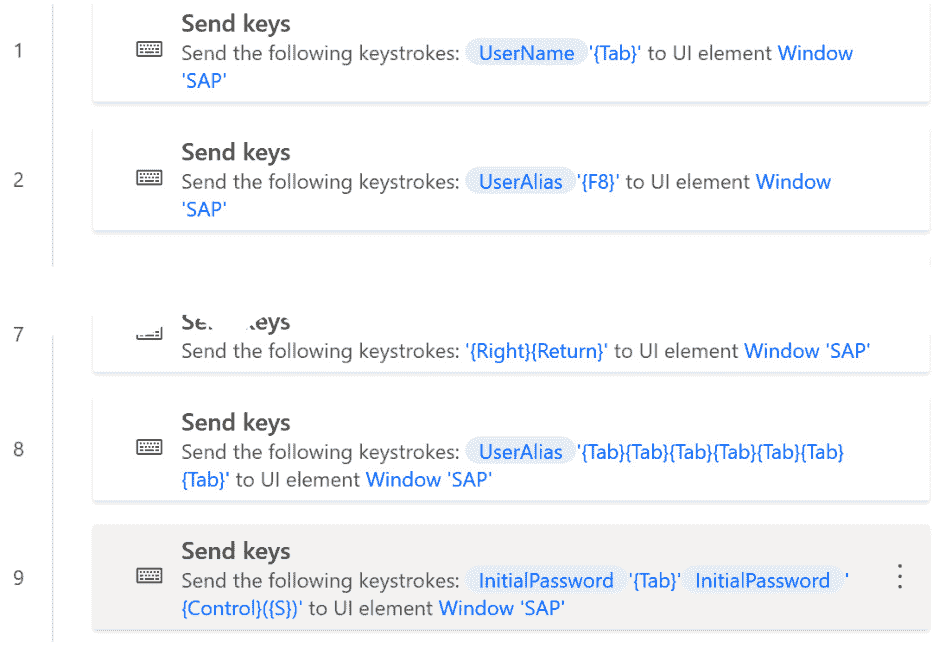 Send keys
1
Send the following keystrokes: UserName '{Tab}' to UI element Window
'SAP'
Send keys
2
Send the following keystrokes: UserAlias '{F8}' to UI element Window
'SAP'
7
Send the following keystrokes: '{Right}{Return}' to UI element Window 'SAP'
Send keys
8
Send the following keystrokes: UserAlias '{Tab}{Tab}{Tab}{Tab}{Tab}{Tab}
{Tab}' to UI element Window 'SAP'
Send keys
9
Send the following keystrokes: InitialPassword '{Tab}' InitialPassword '
{Control}({S})' to UI element Window 'SAP'